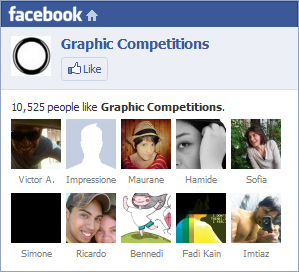 facebook
Graphic Competitions
Like
10,525 people like Graphic Competitions.
Victor A. Impressione Maurane Hamide Sofia
Simone Ricardo Bennedi Fadi Kain Imtiaz